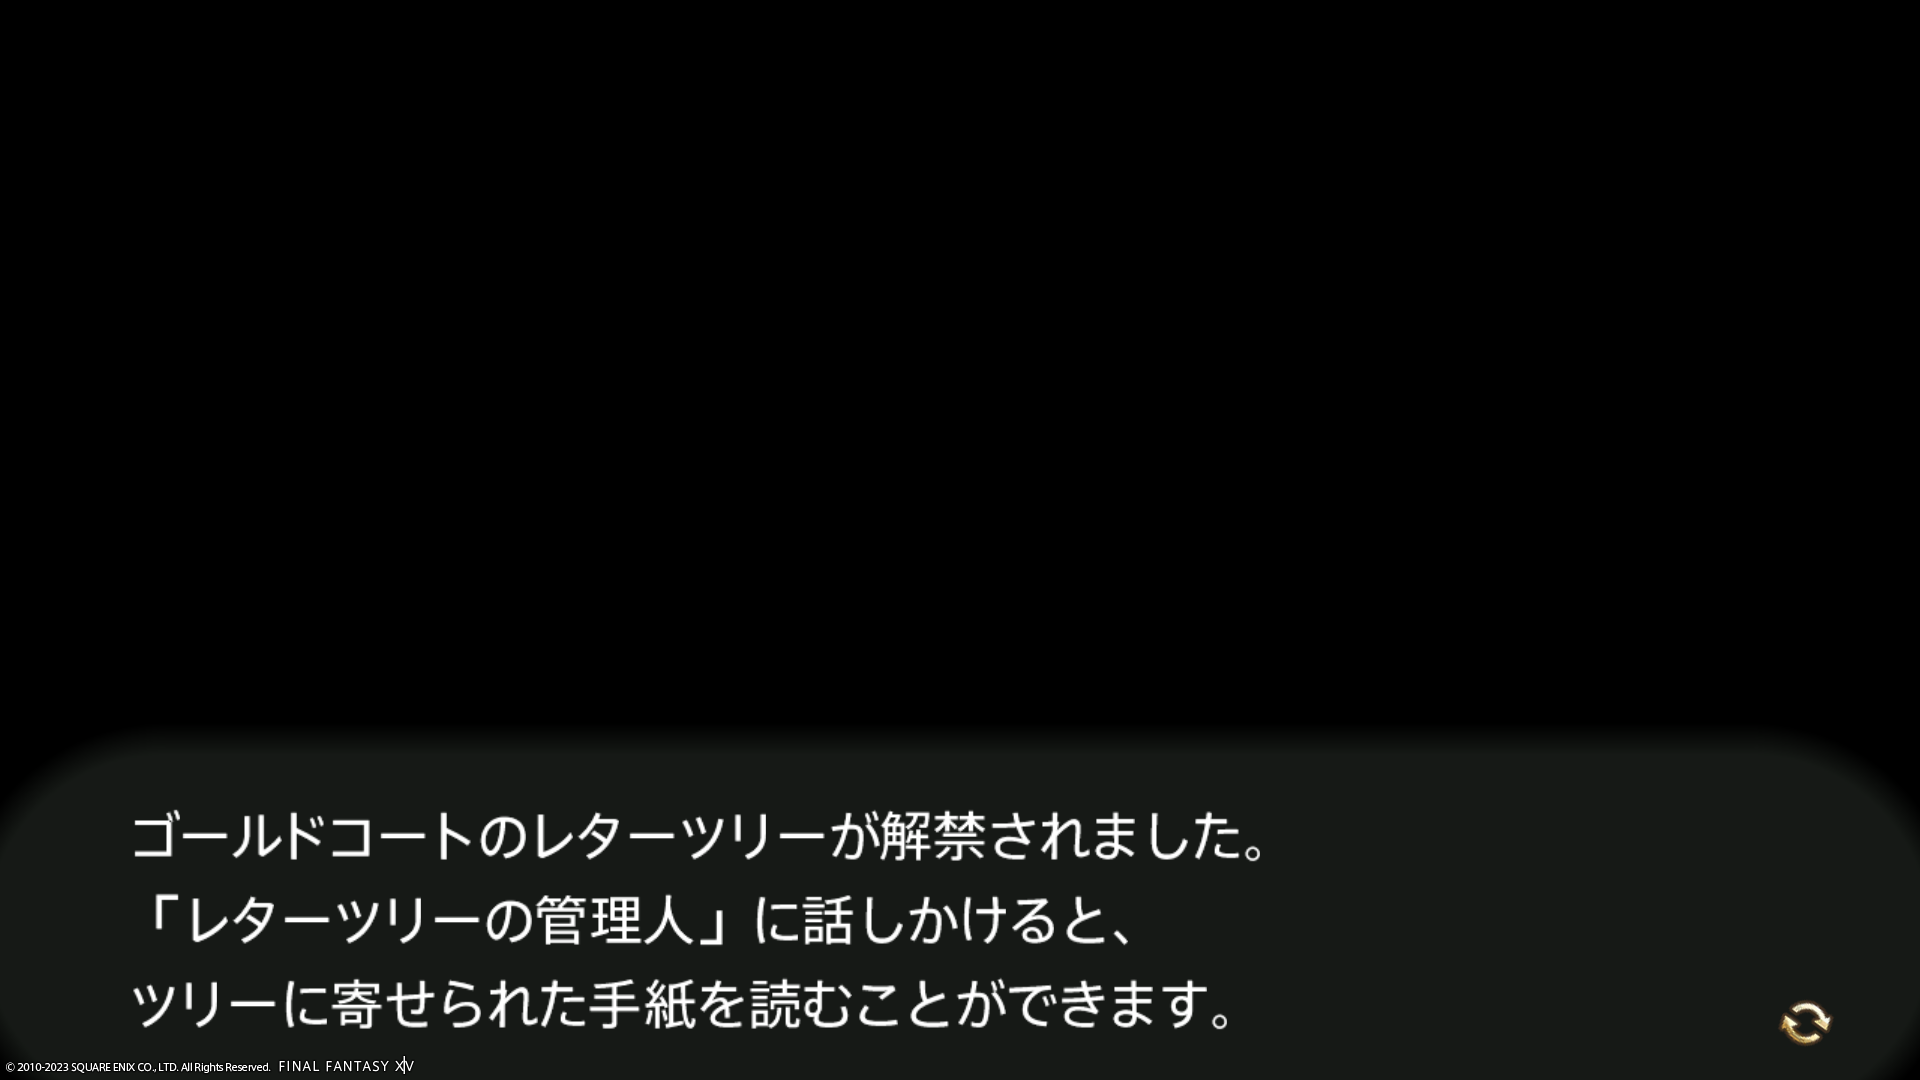 ゴールドコートのレターツリーが解禁されました。
「レターツリーの管理人」に話しかけると、
ツリーに寄せられた手紙を読むことができます。
© 2010-2023 SQUARE ENIX CO., LTD. All Rights Reserved. FINAL FANTASY XIV